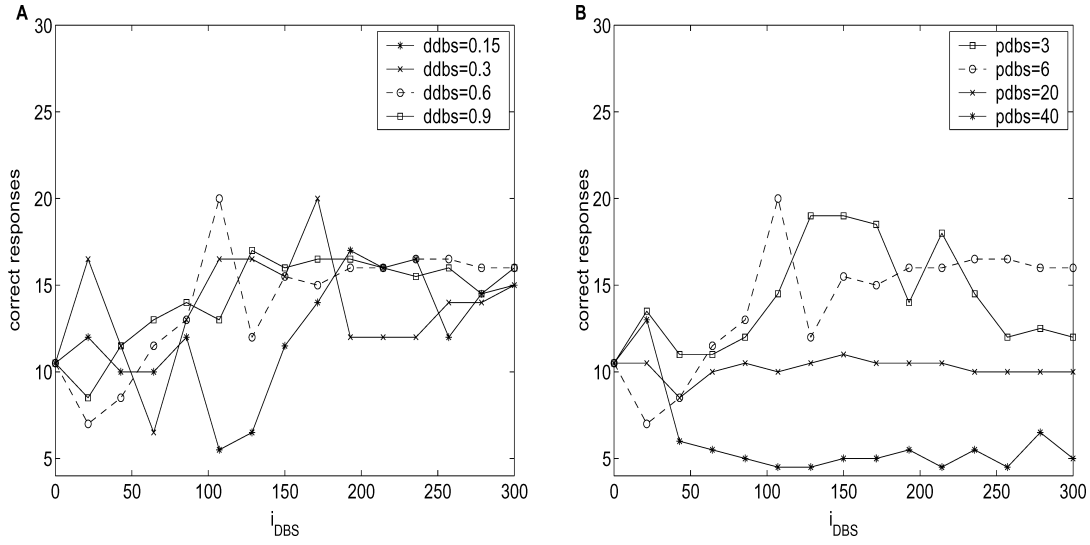 A
30
25
20
15
10
5
0
50
100
150
200
250
300
correct responses
i_DBS
ddbs=0.15
ddbs=0.3
ddbs=0.6
ddbs=0.9
B
30
25
20
15
10
5
0
50
100
150
200
250
300
correct responses
i_DBS
pdbs=3
pdbs=6
pdbs=20
pdbs=40